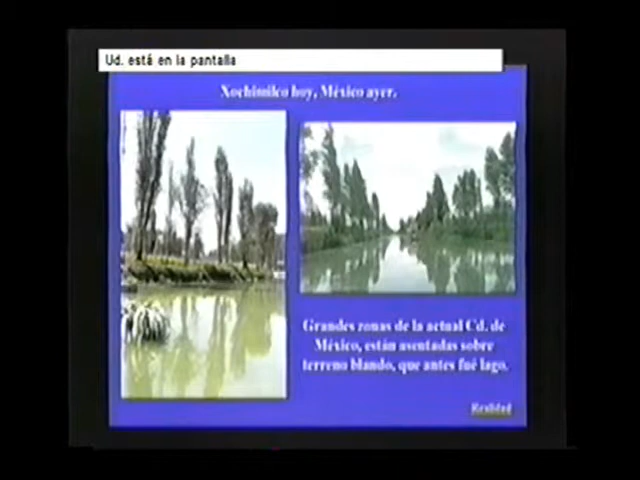 Ud. está en la pantalla
Xochimilco hoy, México ayer.
Grandes zonas de la actual Cd. de
México, están asentadas sobre
terreno blando, que antes fué lago.
Realidad